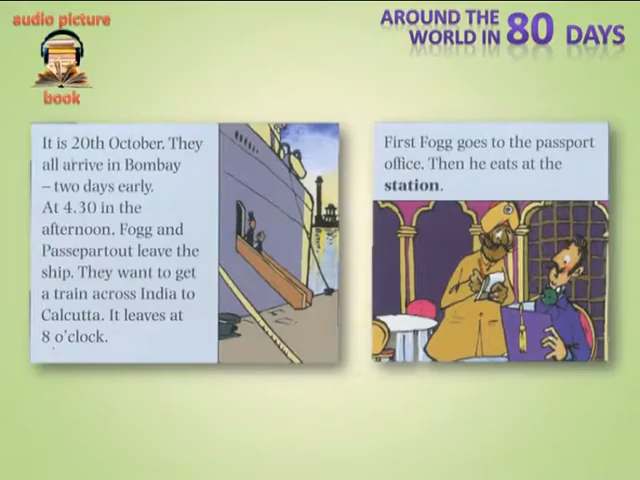 audio picture
book
AROUND THE
WORLD IN 80 DAYS
It is 20th October. They
all arrive in Bombay
– two days early.
At 4.30 in the
afternoon, Fogg and
Passepartout leave the
ship. They want to get
a train across India to
Calcutta. It leaves at
8 o'clock.
First Fogg goes to the passport
office. Then he eats at the
station.